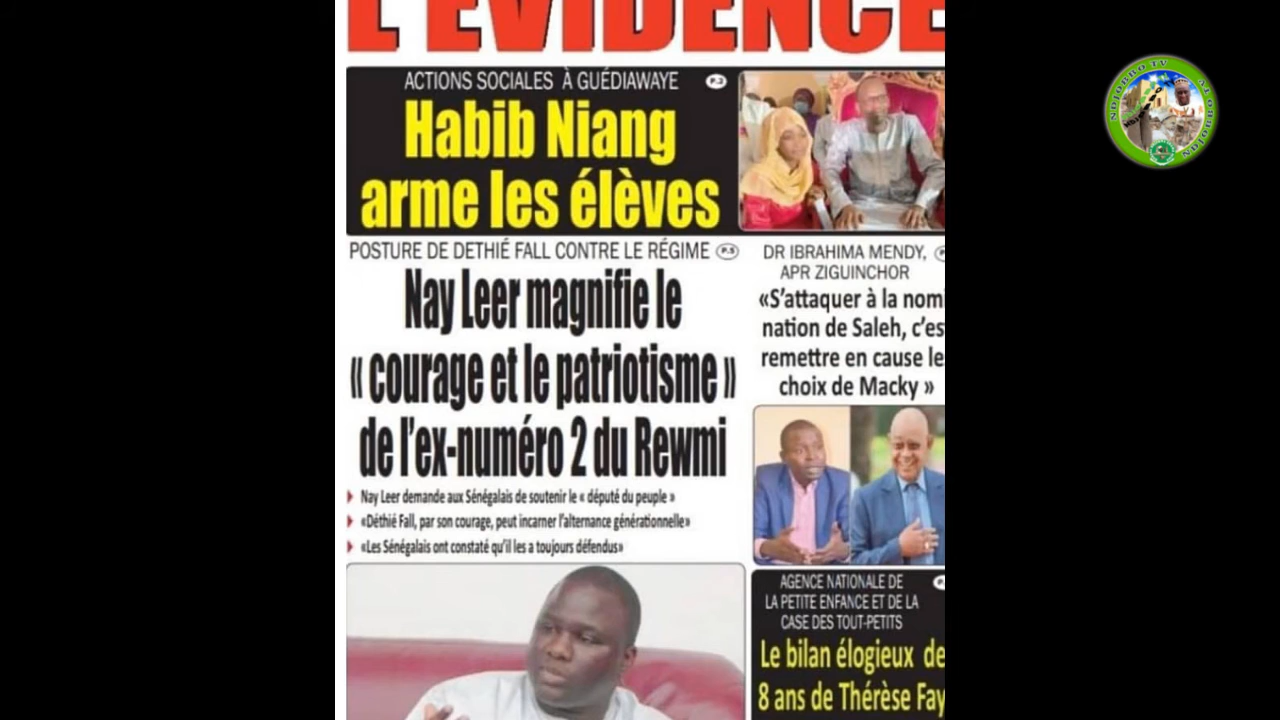 L'EVIDENCE
ACTIONS SOCIALES À GUÉDIAWAYE P.3
Habib Niang
arme les élèves
POSTURE DE DETHIÉ FALL CONTRE LE RÉGIME P.5
Nay Leer magnifie le
« courage et le patriotisme »
de l'ex-numéro 2 du Rewmi
Nay Leer demande aux Sénégalais de soutenir le « député du peuple »
«Déthié Fall, par son courage, peut incarner l'alternance générationnelle»
«Les Sénégalais ont constaté qu'il les a toujours défendus»
DR IBRAHIMA MENDY,
APR ZIGUINCHOR
«S'attaquer à la nomi
nation de Saleh, c'es
remettre en cause le
choix de Macky »
AGENCE NATIONALE DE
LA PETITE ENFANCE ET DE LA
CASE DES TOUT-PETITS
Le bilan élogieux de
8 ans de Thérèse Fay
NDIOBBO TV